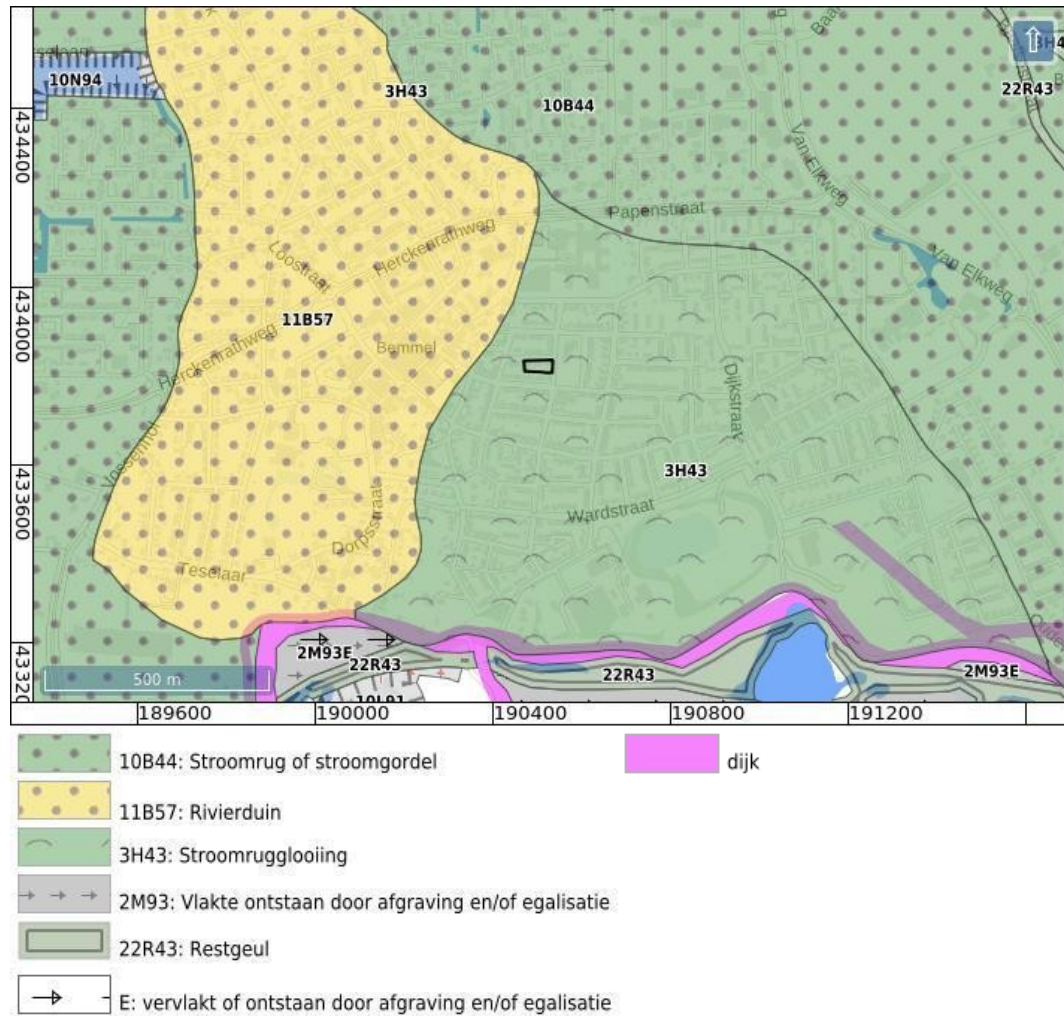 10N94
3H43
10B44
22R43
Van Elkweg
Papenstraat
Herckenrathweg
Loostraat
Van Elkweg
11B57
Herckenrathweg
Bemmel
Dijkstraat
Vossenhol
3H43
Wardstraat
Dorpsstraat
Teselaar
2M93E
22R43
22R43
2M93E
10L91
500 m
434400
434000
433600
43320
189600
190000
190400
190800
191200
10B44: Stroomrug of stroomgordel
dijk
11B57: Rivierduin
3H43: Stroomrugglooiing
2M93: Vlakte ontstaan door afgraving en/of egalisatie
22R43: Restgeul
E: vervlakt of ontstaan door afgraving en/of egalisatie